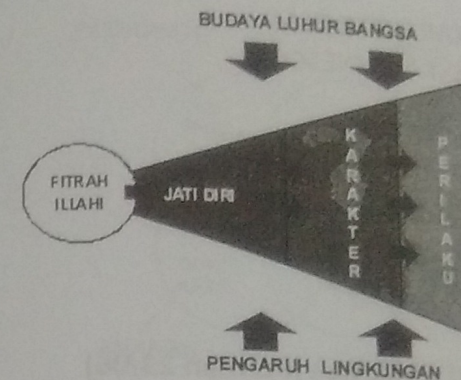 BUDAYA LUHUR BANGSA
FITRAH
ILLAHI
JATI DIRI
KARAKTER
PERILAKU
PENGARUH LINGKUNGAN